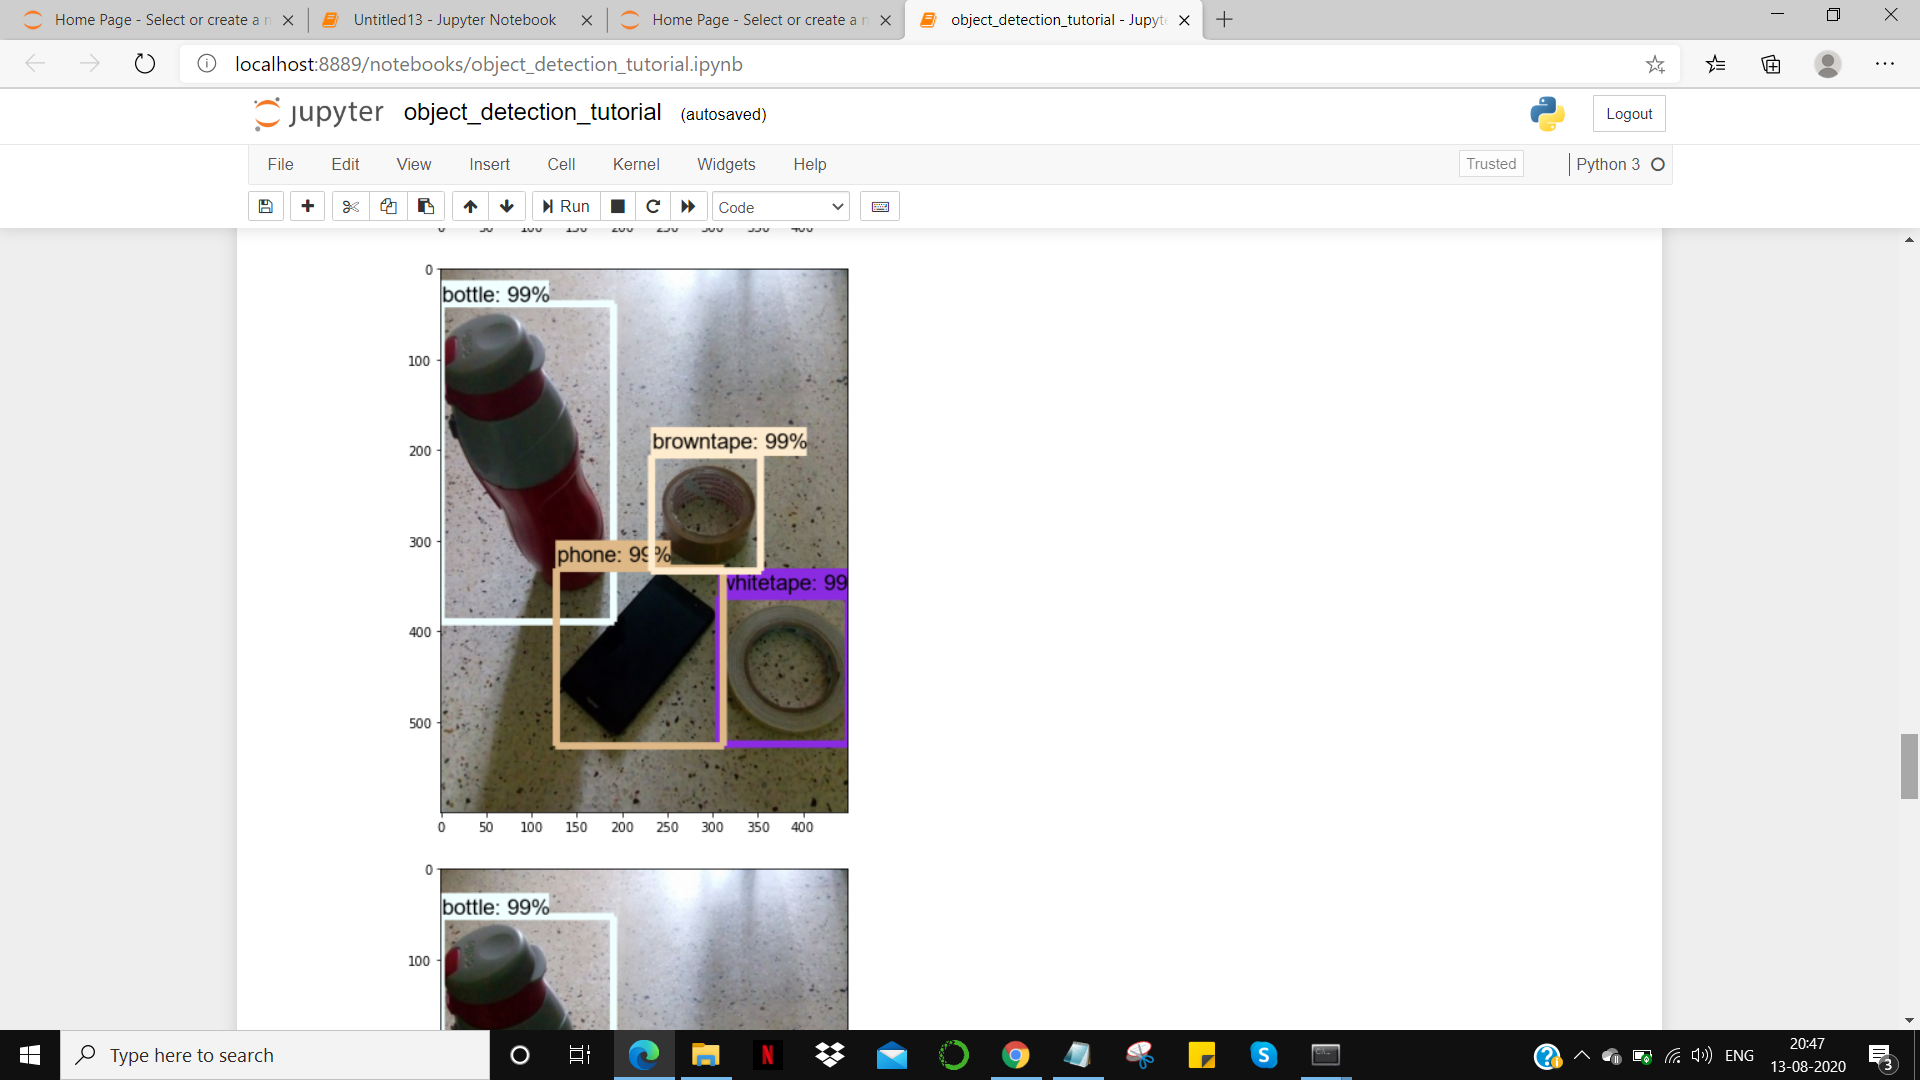 Home Page - Select or create a n
Untitled13 - Jupyter Notebook
Home Page - Select or create a n
object_detection_tutorial - Jupyte
localhost:8889/notebooks/object_detection_tutorial.ipynb
jupyter object_detection_tutorial (autosaved)
Logout
File Edit View Insert Cell Kernel Widgets Help
Trusted
Python 3
Run
Code
0 50 100 150 200 250 300 350 400
0
bottle: 99%
100
browntape: 99%
200
300
phone: 99%
whitetape: 99
400
500
0 50 100 150 200 250 300 350 400
0
bottle: 99%
100
Type here to search
ENG
20:47
13-08-2020
3